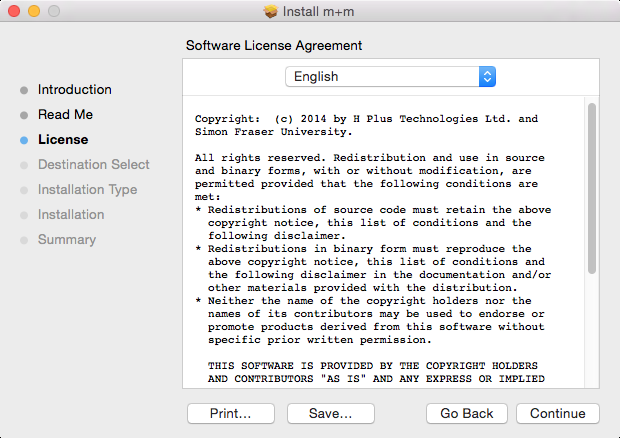 Install m+m
Software License Agreement
Introduction
Read Me
License
Destination Select
Installation Type
Installation
Summary
English
Copyright:  (c) 2014 by H Plus Technologies Ltd. and
Simon Fraser University.
All rights reserved. Redistribution and use in source
and binary forms, with or without modification, are
permitted provided that the following conditions are
met:
* Redistributions of source code must retain the above
copyright notice, this list of conditions and the
following disclaimer.
* Redistributions in binary form must reproduce the
above copyright notice, this list of conditions and
the following disclaimer in the documentation and/or
other materials provided with the distribution.
* Neither the name of the copyright holders nor the
names of its contributors may be used to endorse or
promote products derived from this software without
specific prior written permission.
THIS SOFTWARE IS PROVIDED BY THE COPYRIGHT HOLDERS
AND CONTRIBUTORS "AS IS" AND ANY EXPRESS OR IMPLIED
Print...
Save...
Go Back
Continue